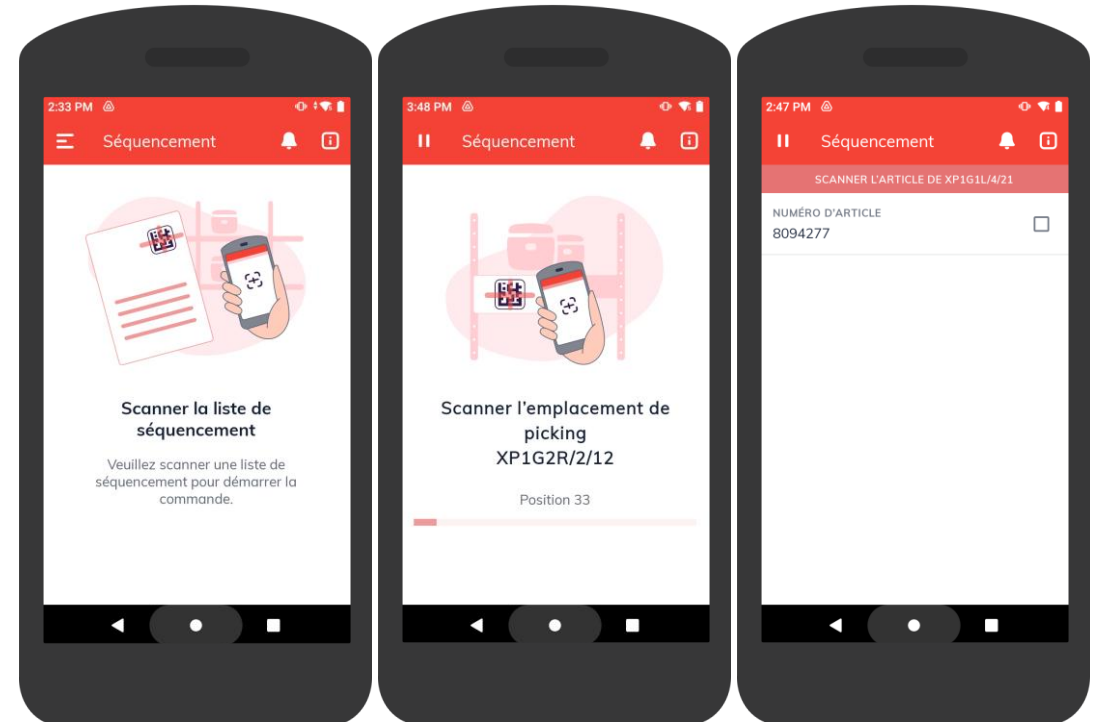 2:33 PM
Séquencement
Scanner la liste de
séquencement
Veuillez scanner une liste de
séquencement pour démarrer la
commande.
3:48 PM
Séquencement
Scanner l'emplacement de
picking
XP1G2R/2/12
Position 33
2:47 PM
Séquencement
SCANNER L'ARTICLE DE XP1G1L/4/21
NUMÉRO D'ARTICLE
8094277